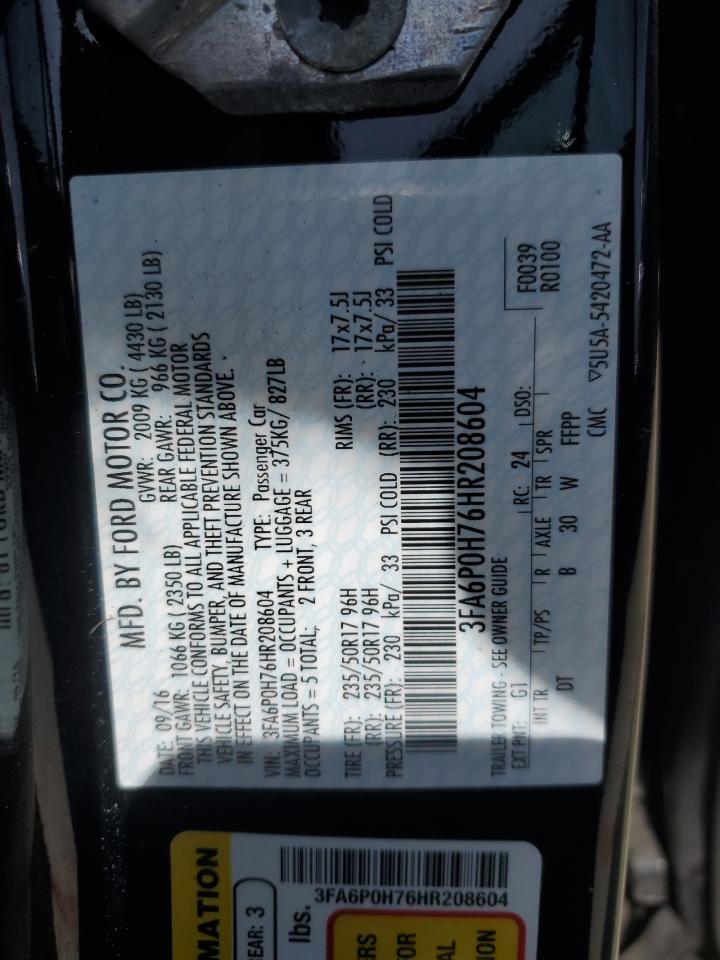 MFD. BY FORD MOTOR CO.
DATE: 09/16 GVWR: 2009 KG ( 4430 LB)
FRONT GAWR: 1066 KG ( 2350 LB) REAR GAWR: 966 KG ( 2130 LB)
THIS VEHICLE CONFORMS TO ALL APPLICABLE FEDERAL MOTOR
VEHICLE SAFETY, BUMPER, AND THEFT PREVENTION STANDARDS
IN EFFECT ON THE DATE OF MANUFACTURE SHOWN ABOVE.
VIN: 3FA6P0H76HR208604 TYPE: Passenger Car
MAXIMUM LOAD = OCCUPANTS + LUGGAGE = 375KG/ 827LB
OCCUPANTS = 5 TOTAL; 2 FRONT, 3 REAR
TIRE (FR): 235/50R17 96H RIMS (FR): 17x7.5J
(RR): 235/50R17 96H (RR): 17x7.5J
PRESSURE (FR): 230 kPa/ 33 PSI COLD (RR): 230 kPa/ 33 PSI COLD
3FA6P0H76HR208604
TRAILER TOWING - SEE OWNER GUIDE F0039
EXT PNT: G1 RC: 24 DSO: R0100
INT TR TP/PS R AXLE TR SPR
DT B 30 W FFPP
CMC ▽5U5A-5420472-AA
MATION
EAR: 3
lbs.
3FA6P0H76HR208604
ERS
OR
AL
ION